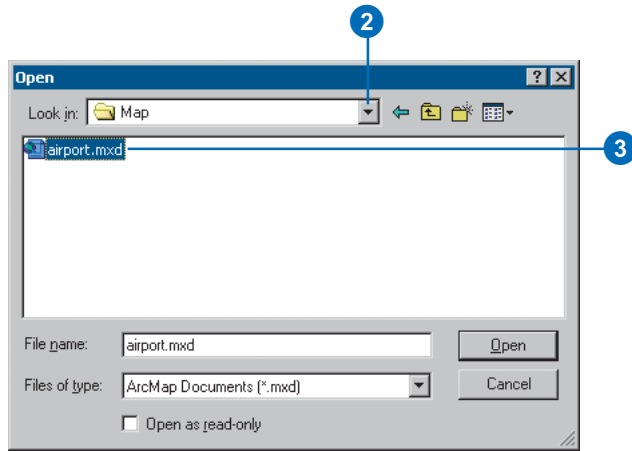 2
Open
Look in: Map
airport.mxd
3
File name: airport.mxd Open
Files of type: ArcMap Documents (*.mxd) Cancel
Open as read-only